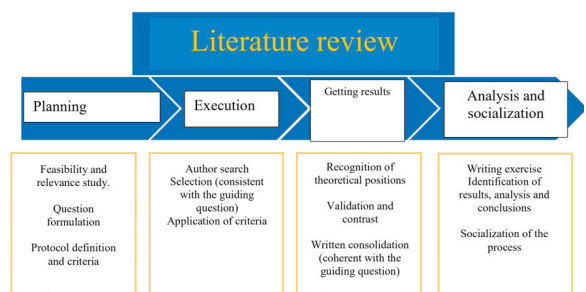 Literature review
Planning
Execution
Getting results
Analysis and
socialization
Feasibility and
relevance study.
Question
formulation
Protocol definition
and criteria
Author search
Selection (consistent
with the guiding
question)
Application of criteria
Recognition of
theoretical positions
Validation and
contrast
Written consolidation
(coherent with the
guiding question)
Writing exercise
Identification of
results, analysis and
conclusions
Socialization of the
process